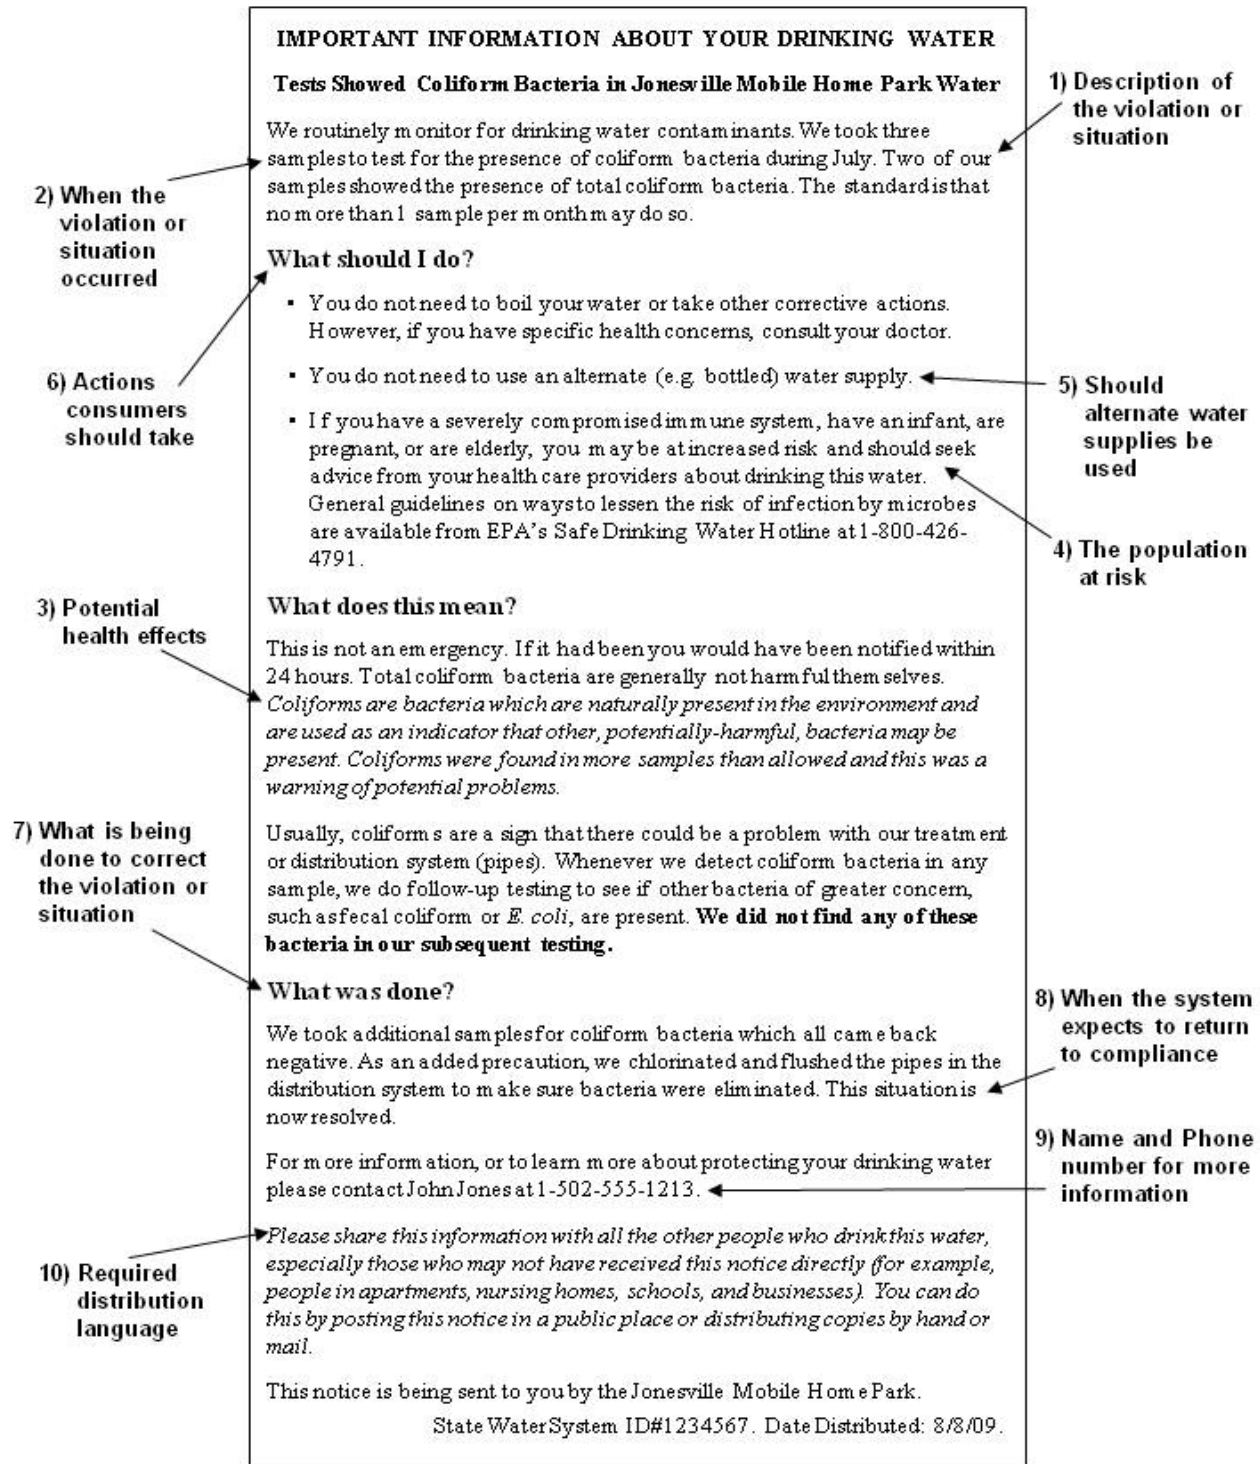 IMPORTANT INFORMATION ABOUT YOUR DRINKING WATER
Tests Showed Coliform Bacteria in Jonesville Mobile Home Park Water
1) Description of
the violation or
situation
We routinely monitor for drinking water contaminants. We took three
samples to test for the presence of coliform bacteria during July. Two of our
samples showed the presence of total coliform bacteria. The standard is that
no more than 1 sample per month may do so.
2) When the
violation or
situation
occurred
What should I do?
▪ You do not need to boil your water or take other corrective actions.
However, if you have specific health concerns, consult your doctor.
6) Actions
consumers
should take
▪ You do not need to use an alternate (e.g. bottled) water supply.
5) Should
alternate water
supplies be
used
▪ If you have a severely compromised immune system, have an infant, are
pregnant, or are elderly, you may be at increased risk and should seek
advice from your health care providers about drinking this water.
General guidelines on ways to lessen the risk of infection by microbes
are available from EPA's Safe Drinking Water Hotline at 1-800-426-
4791.
4) The population
at risk
What does this mean?
3) Potential
health effects
This is not an emergency. If it had been you would have been notified within
24 hours. Total coliform bacteria are generally not harmful themselves.
Coliforms are bacteria which are naturally present in the environment and
are used as an indicator that other, potentially-harmful, bacteria may be
present. Coliforms were found in more samples than allowed and this was a
warning of potential problems.
7) What is being
done to correct
the violation or
situation
Usually, coliforms are a sign that there could be a problem with our treatment
or distribution system (pipes). Whenever we detect coliform bacteria in any
sample, we do follow-up testing to see if other bacteria of greater concern,
such as fecal coliform or E. coli, are present. We did not find any of these
bacteria in our subsequent testing.
What was done?
8) When the system
expects to return
to compliance
We took additional samples for coliform bacteria which all came back
negative. As an added precaution, we chlorinated and flushed the pipes in the
distribution system to make sure bacteria were eliminated. This situation is
now resolved.
9) Name and Phone
number for more
information
For more information, or to learn more about protecting your drinking water
please contact John Jones at 1-502-555-1213.
10) Required
distribution
language
Please share this information with all the other people who drink this water,
especially those who may not have received this notice directly (for example,
people in apartments, nursing homes, schools, and businesses). You can do
this by posting this notice in a public place or distributing copies by hand or
mail.
This notice is being sent to you by the Jonesville Mobile Home Park.
State Water System ID#1234567. Date Distributed: 8/8/09.